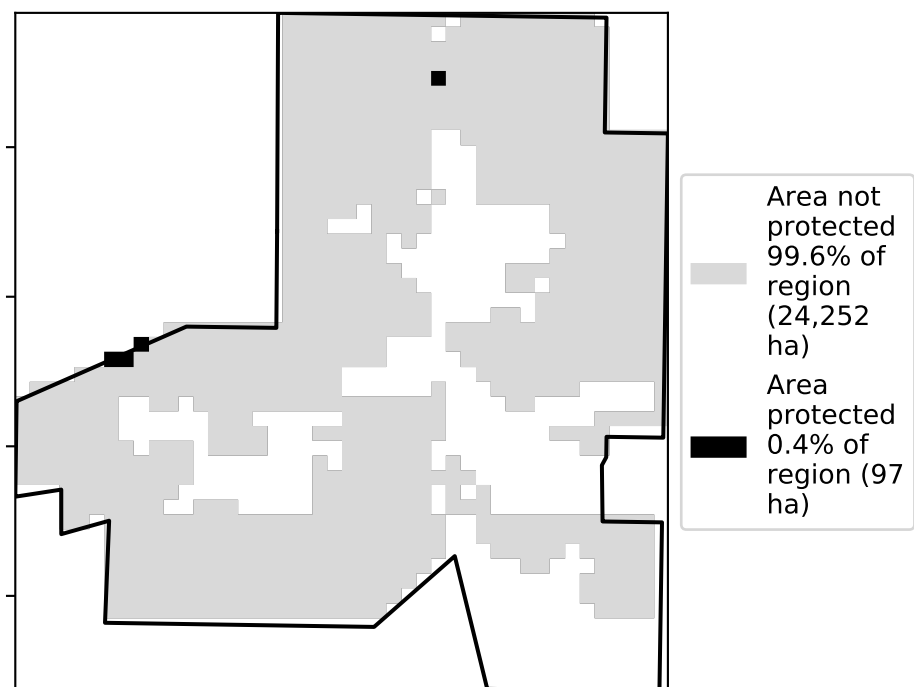 Area not
protected
99.6% of
region
(24,252
ha)
Area
protected
0.4% of
region (97
ha)